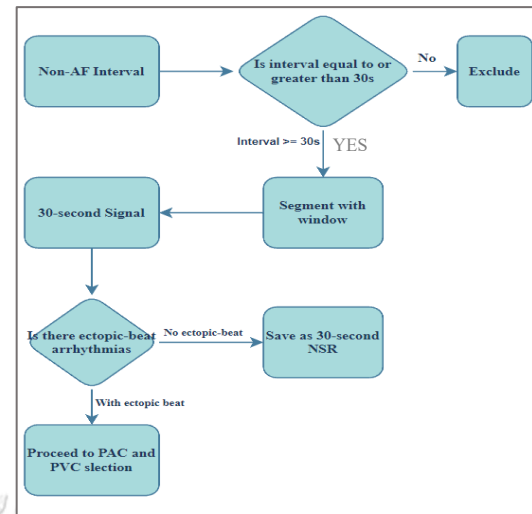 Is interval equal to or
greater than 30s
Non-AF Interval
No
Exclude
Interval >= 30s
YES
30-second Signal
Segment with
window
Is there ectopic-beat
arrhythmias
No ectopic-beat
Save as 30-second
NSR
With ectopic beat
Proceed to PAC and
PVC slection